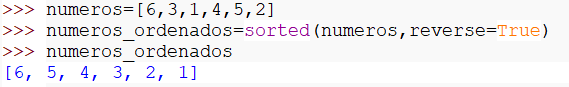 >>> numeros=[6,3,1,4,5,2]
>>> numeros_ordenados=sorted(numeros,reverse=True)
>>> numeros_ordenados
[6, 5, 4, 3, 2, 1]